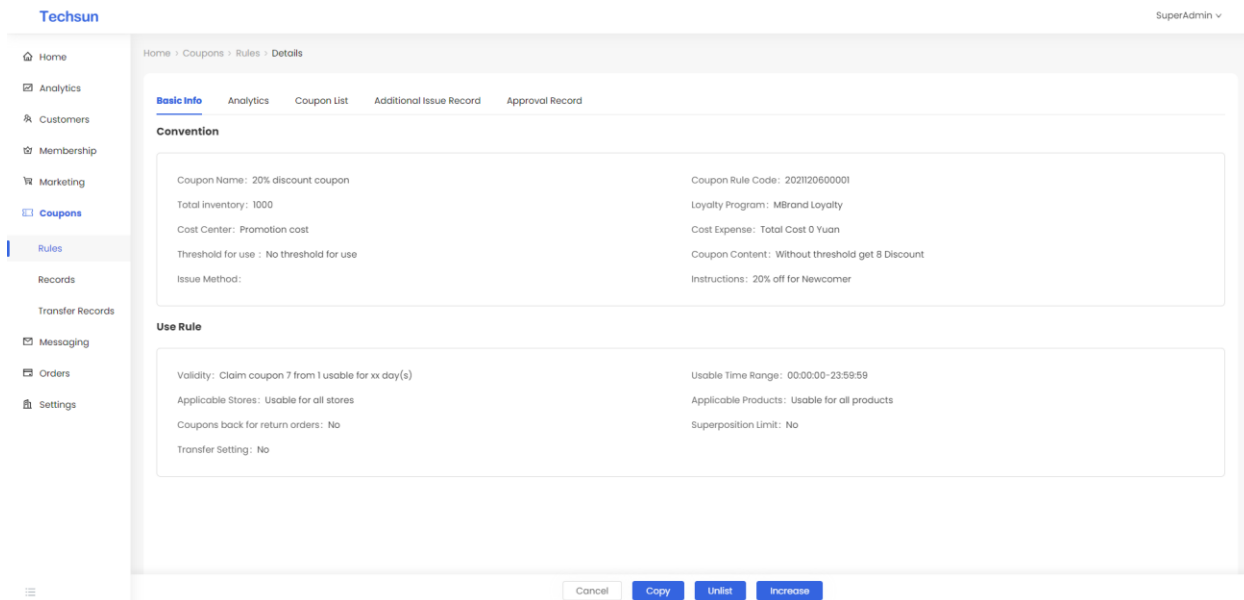 Techsun
SuperAdmin
Home
Analytics
Customers
Membership
Marketing
Coupons
Rules
Records
Transfer Records
Messaging
Orders
Settings
Home > Coupons > Rules > Details
Basic Info Analytics Coupon List Additional Issue Record Approval Record
Convention
Coupon Name: 20% discount coupon Coupon Rule Code: 2021120600001
Total inventory: 1000 Loyalty Program: MBrand Loyalty
Cost Center: Promotion cost Cost Expense: Total Cost 0 Yuan
Threshold for use : No threshold for use Coupon Content: Without threshold get 8 Discount
Issue Method: Instructions: 20% off for Newcomer
Use Rule
Validity: Claim coupon 7 from 1 usable for xx day(s) Usable Time Range: 00:00:00-23:59:59
Applicable Stores: Usable for all stores Applicable Products: Usable for all products
Coupons back for return orders: No Superposition Limit: No
Transfer Setting: No
Cancel Copy Unlist Increase